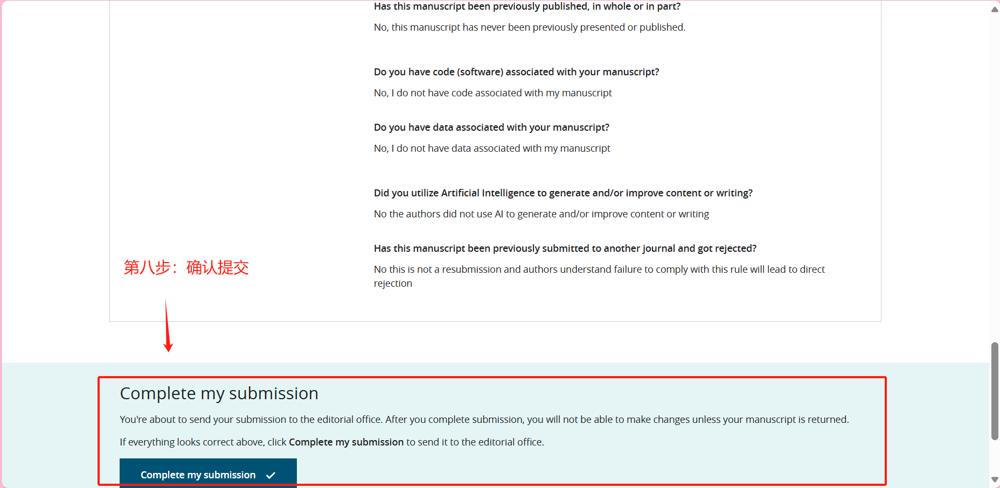 Has this manuscript been previously published, in whole or in part?
No, this manuscript has never been previously presented or published.
Do you have code (software) associated with your manuscript?
No, I do not have code associated with my manuscript
Do you have data associated with your manuscript?
No, I do not have data associated with my manuscript
Did you utilize Artificial Intelligence to generate and/or improve content or writing?
No the authors did not use AI to generate and/or improve content or writing
Has this manuscript been previously submitted to another journal and got rejected?
No this is not a resubmission and authors understand failure to comply with this rule will lead to direct
rejection
第八步：确认提交
Complete my submission
You're about to send your submission to the editorial office. After you complete submission, you will not be able to make changes unless your manuscript is returned.
If everything looks correct above, click Complete my submission to send it to the editorial office.
Complete my submission